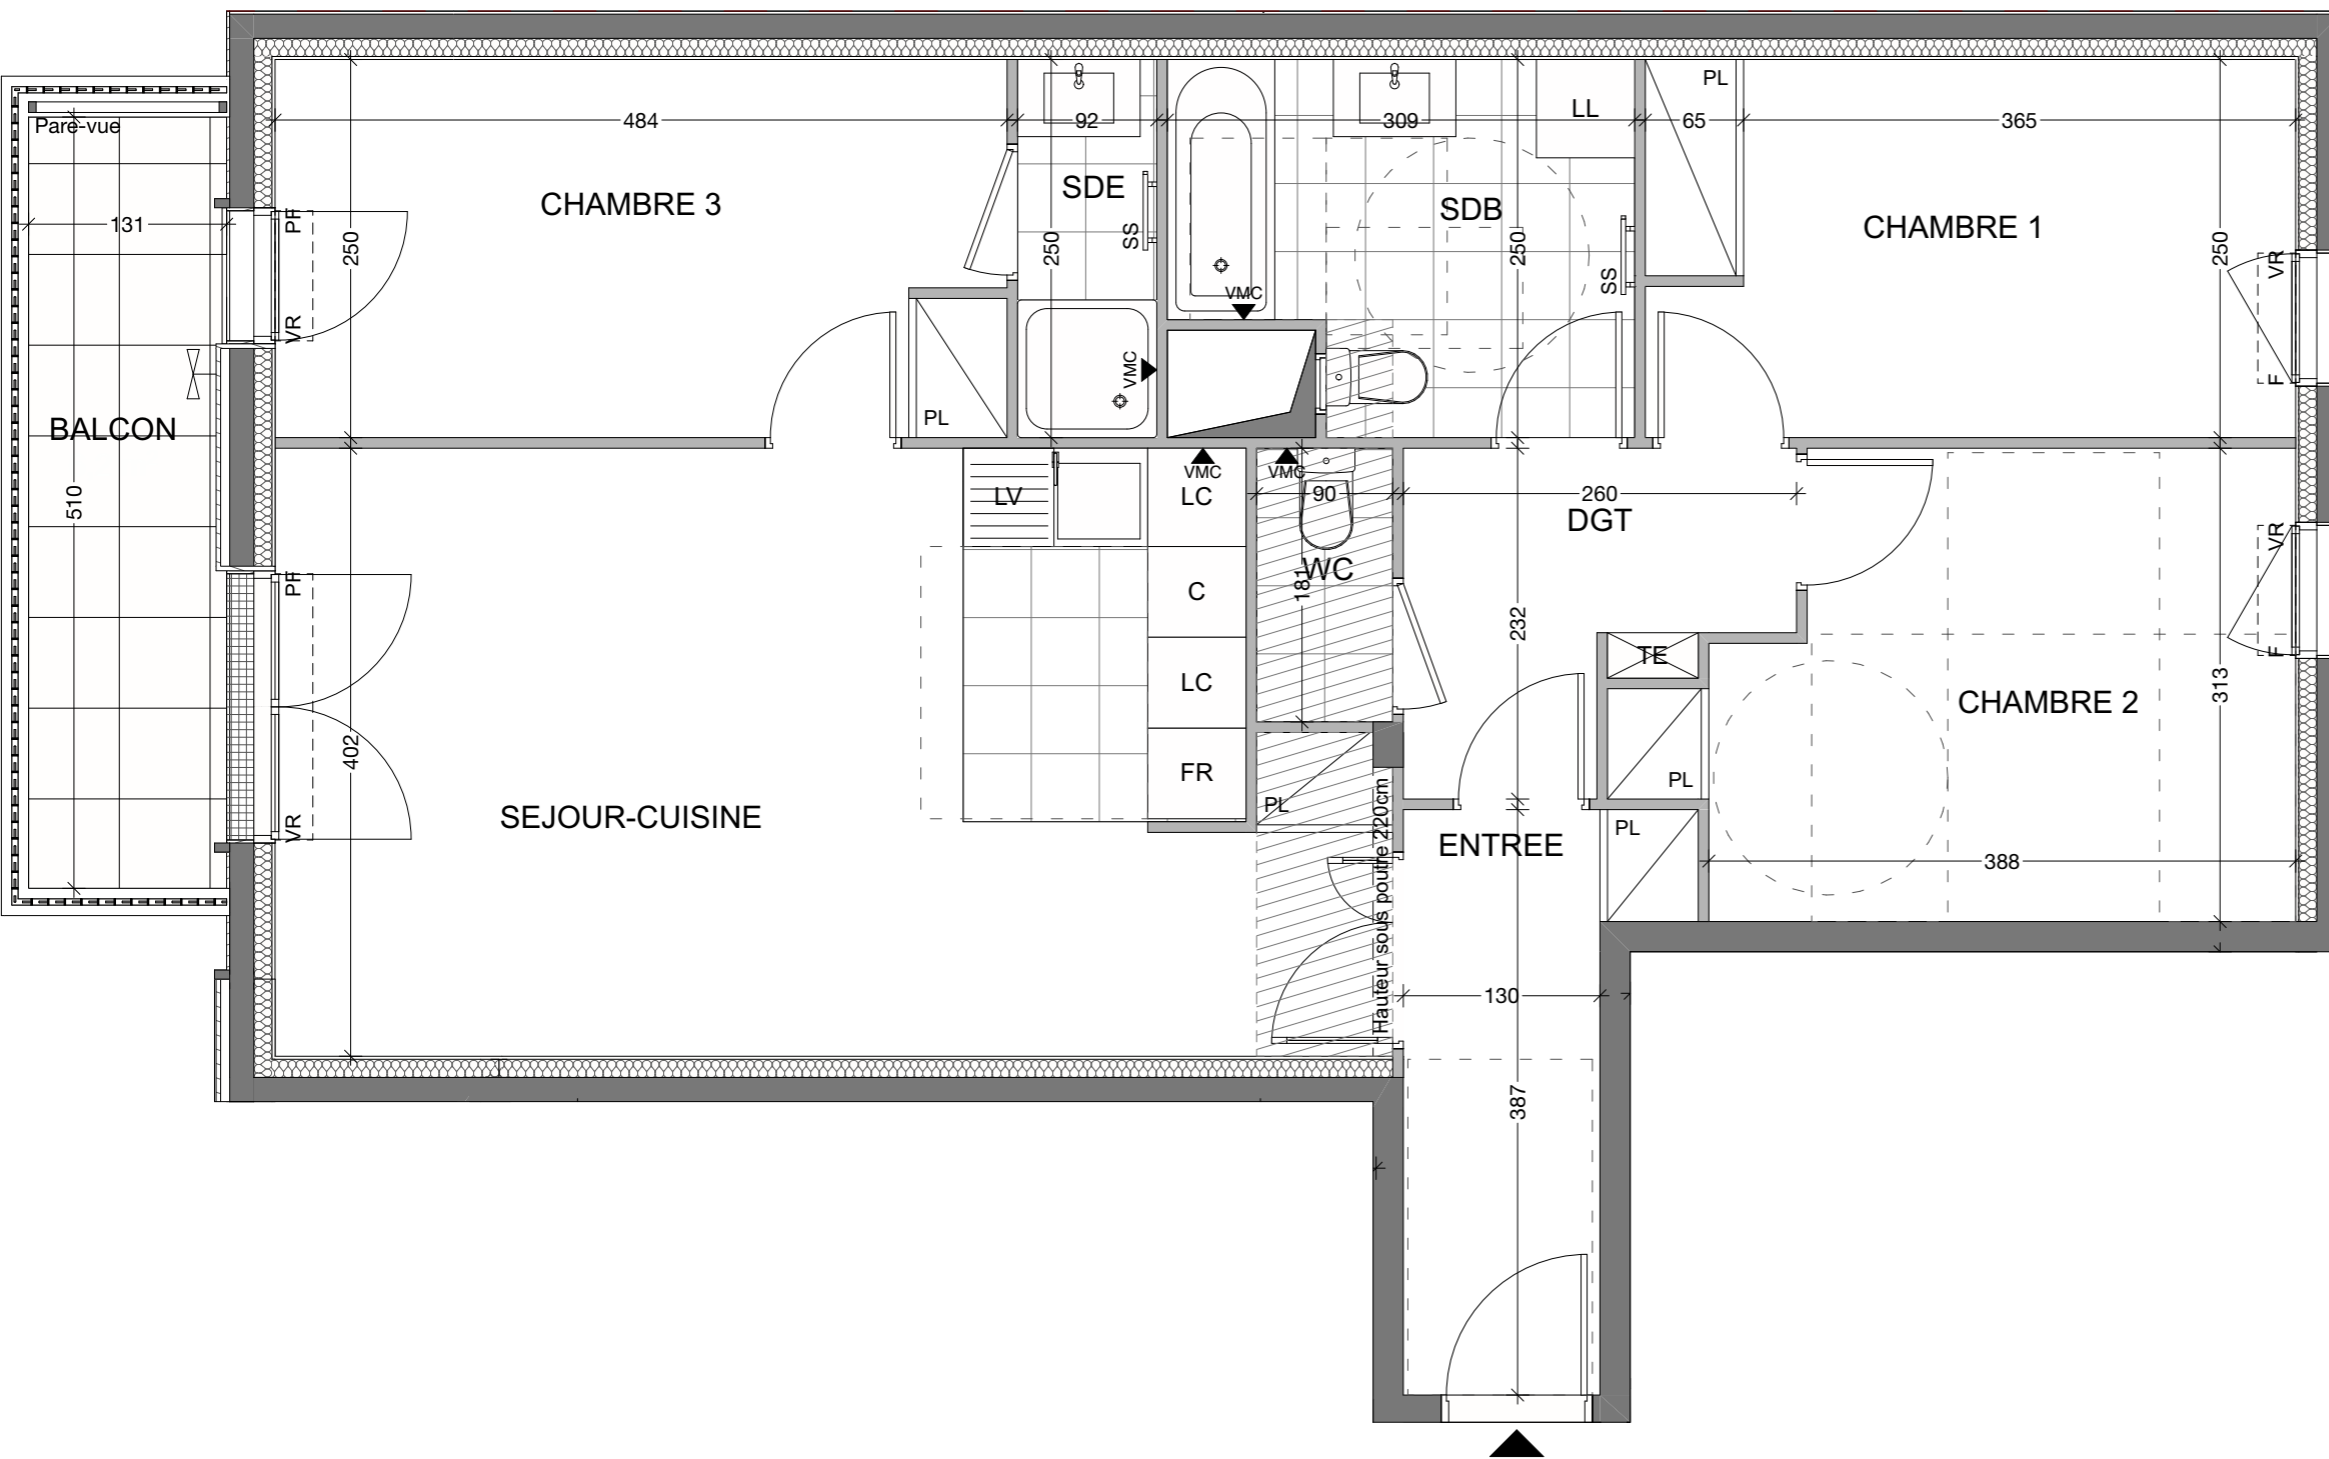 PL
Pare-vue
484
92
309
LL
65
365
SDE
CHAMBRE 3
SDB
CHAMBRE 1
131
PF
250
SS
250
250
SS
250
VR
VMC
VR
VMC
F
PL
BALCON
LV
VMC
LC
VMC
90
260
DGT
510
VR
PF
C
WC
181
232
TE
F
LC
313
CHAMBRE 2
402
FR
PL
PL
VR
SEJOUR-CUISINE
Hauteur sous poutre 220cm
ENTREE
PL
388
130
387